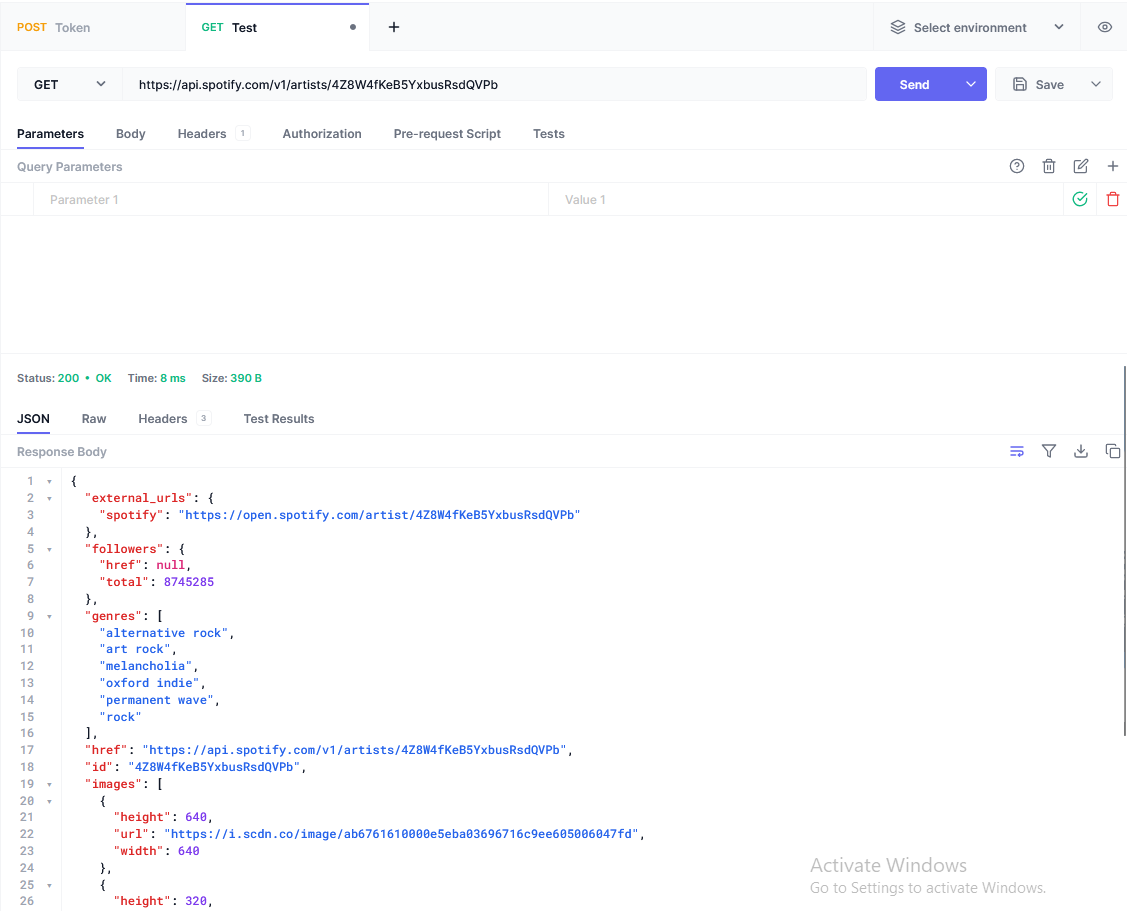 POST Token
GET Test
Select environment
GET
https://api.spotify.com/v1/artists/4Z8W4fKeB5YxbusRsdQVPb
Send
Save
Parameters Body Headers 1 Authorization Pre-request Script Tests
Query Parameters
Parameter 1 Value 1
Status: 200 • OK Time: 8 ms Size: 390 B
JSON Raw Headers 3 Test Results
Response Body
1 {
2 "external_urls": {
3 "spotify": "https://open.spotify.com/artist/4Z8W4fKeB5YxbusRsdQVPb"
4 },
5 "followers": {
6 "href": null,
7 "total": 8745285
8 },
9 "genres": [
10 "alternative rock",
11 "art rock",
12 "melancholia",
13 "oxford indie",
14 "permanent wave",
15 "rock"
16 ],
17 "href": "https://api.spotify.com/v1/artists/4Z8W4fKeB5YxbusRsdQVPb",
18 "id": "4Z8W4fKeB5YxbusRsdQVPb",
19 "images": [
20 {
21 "height": 640,
22 "url": "https://i.scdn.co/image/ab6761610000e5eba03696716c9ee605006047fd",
23 "width": 640
24 },
25 {
26 "height": 320,
Activate Windows
Go to Settings to activate Windows.